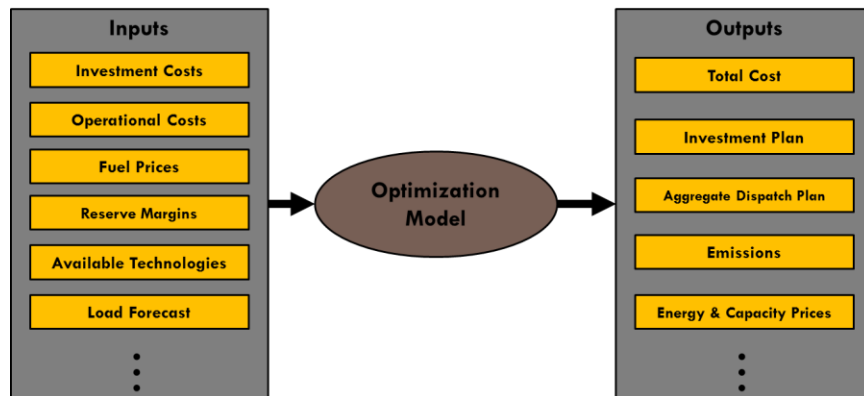 Inputs
Investment Costs
Operational Costs
Fuel Prices
Reserve Margins
Available Technologies
Load Forecast
Optimization
Model
Outputs
Total Cost
Investment Plan
Aggregate Dispatch Plan
Emissions
Energy & Capacity Prices